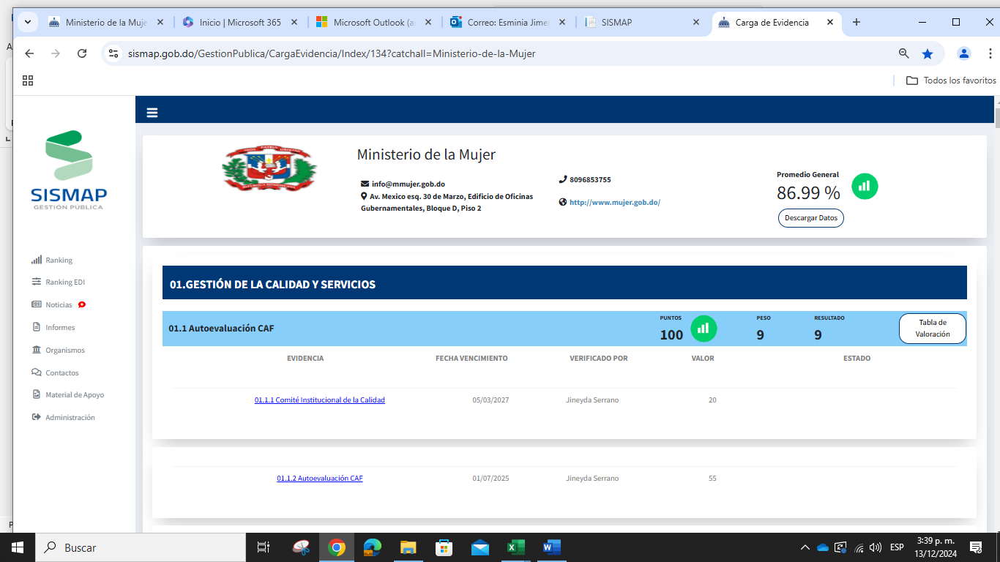 Ministerio de la Muje
Inicio | Microsoft 365
Microsoft Outlook (a
Correo: Esminia Jime
SISMAP
Carga de Evidencia
sismap.gob.do/GestionPublica/CargaEvidencia/Index/134?catchall=Ministerio-de-la-Mujer
Todos los favoritos
SISMAP
GESTIÓN PÚBLICA
Ranking
Ranking EDI
Noticias
Informes
Organismos
Contactos
Material de Apoyo
Administración
Ministerio de la Mujer
info@mmujer.gob.do
Av. Mexico esq. 30 de Marzo, Edificio de Oficinas
Gubernamentales, Bloque D, Piso 2
8096853755
http://www.mujer.gob.do/
Promedio General
86.99 %
Descargar Datos
01.GESTIÓN DE LA CALIDAD Y SERVICIOS
01.1 Autoevaluación CAF
PUNTOS
100
PESO
9
RESULTADO
9
Tabla de
Valoración
EVIDENCIA FECHA VENCIMIENTO VERIFICADO POR VALOR ESTADO
01.1.1 Comité Institucional de la Calidad 05/03/2027 Jineyda Serrano 20
01.1.2 Autoevaluación CAF 01/07/2025 Jineyda Serrano 55
Buscar
ESP
3:39 p. m.
13/12/2024